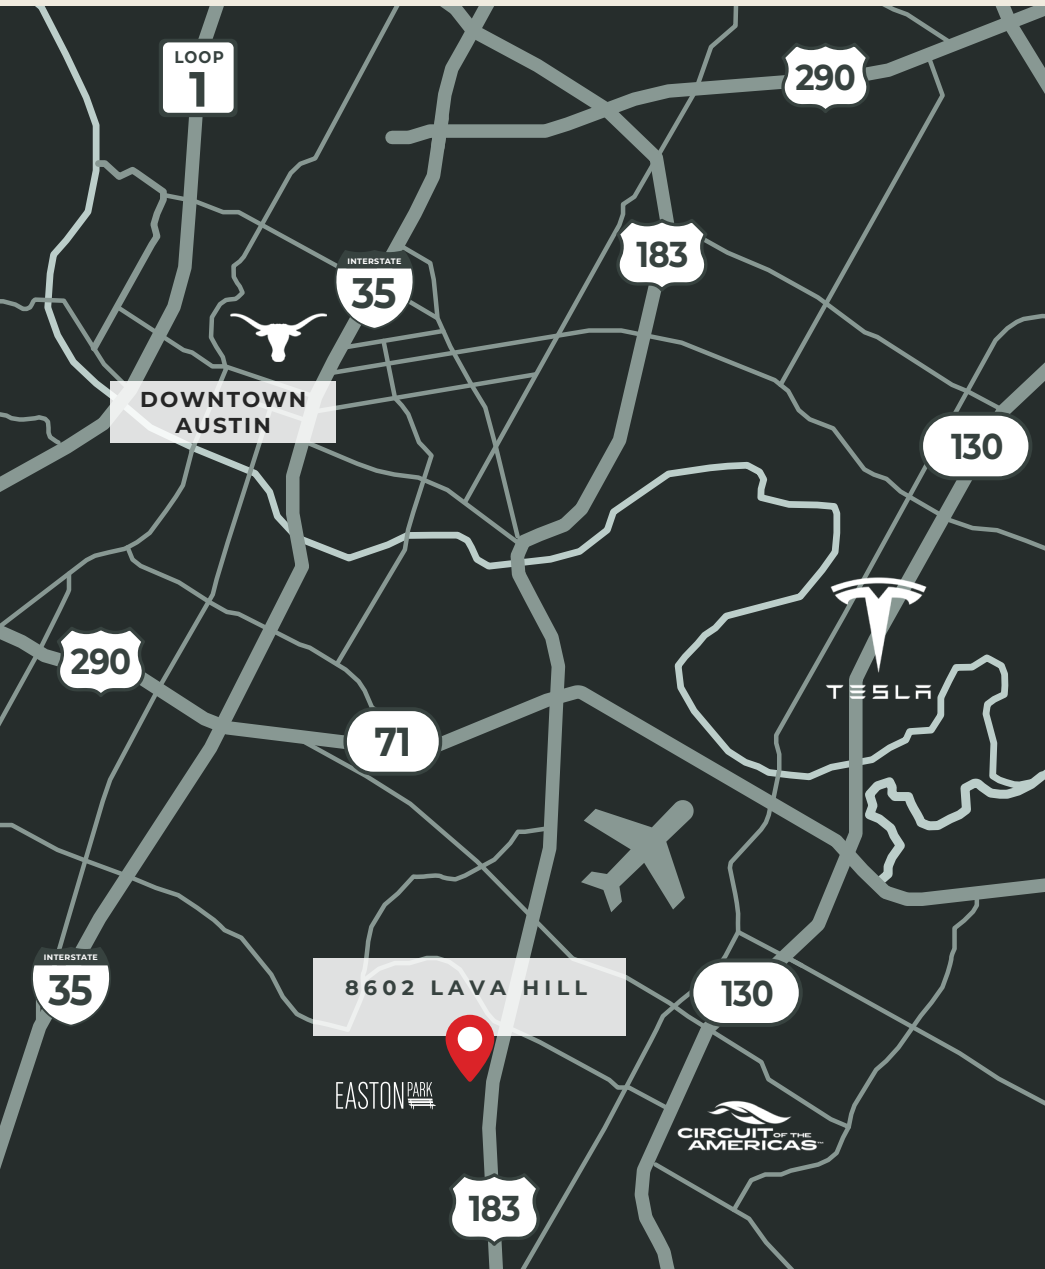 LOOP
1
290
183
INTERSTATE
35
DOWNTOWN
AUSTIN
130
TESLA
290
71
INTERSTATE
35
8602 LAVA HILL
130
EASTON PARK
CIRCUIT OF THE
AMERICAS™
183